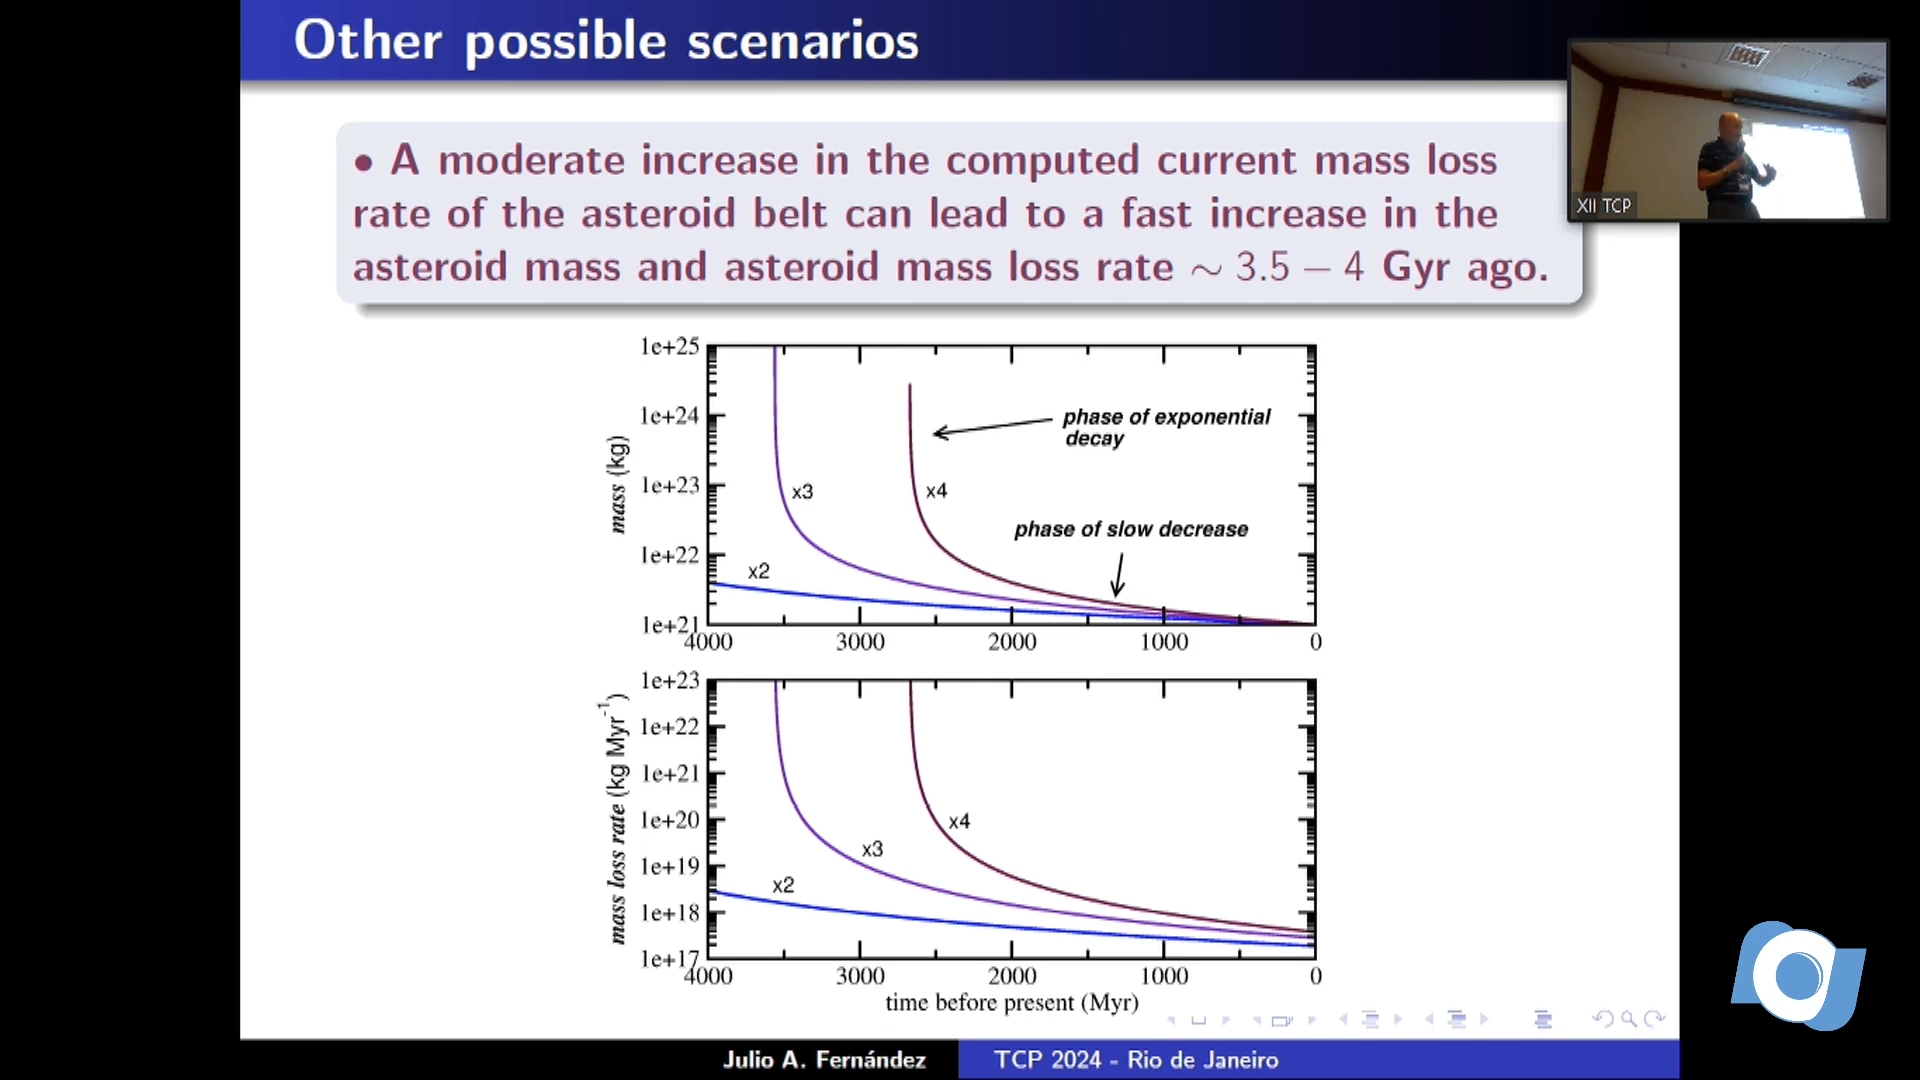 Other possible scenarios
XII TCP
• A moderate increase in the computed current mass loss
rate of the asteroid belt can lead to a fast increase in the
asteroid mass and asteroid mass loss rate ∼ 3.5 − 4 Gyr ago.
mass (kg)
1e+25
1e+24
1e+23
1e+22
1e+21
phase of exponential
decay
x3
x4
phase of slow decrease
x2
4000 3000 2000 1000 0
mass loss rate (kg Myr-1)
1e+23
1e+22
1e+21
1e+20
1e+19
1e+18
1e+17
x4
x3
x2
4000 3000 2000 1000 0
time before present (Myr)
Julio A. Fernández
TCP 2024 - Rio de Janeiro